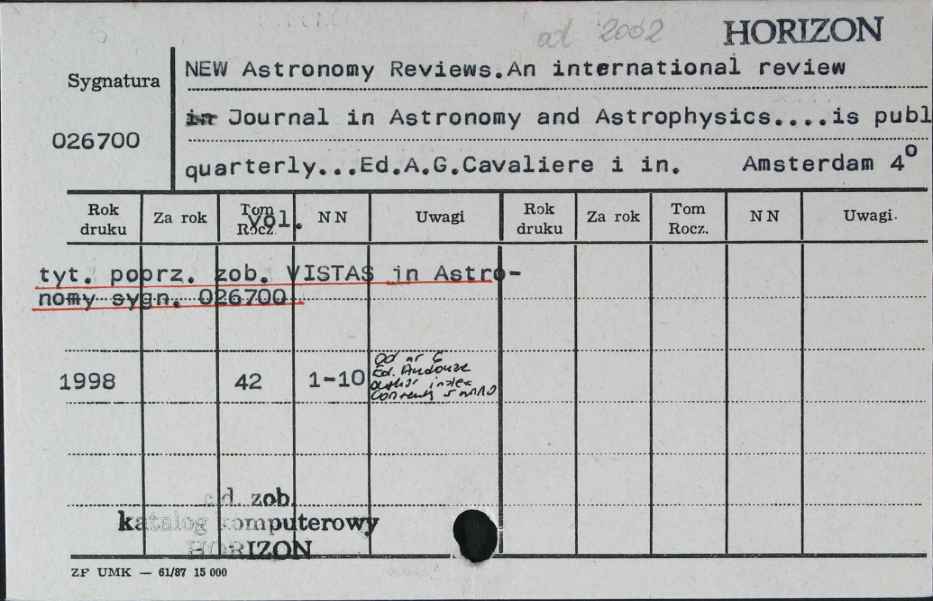 od 2002 HORIZON
Sygnatura
026700
NEW Astronomy Reviews.An international review
in Journal in Astronomy and Astrophysics....is publ
quarterly...Ed.A.G.Cavaliere i in. Amsterdam 4°
Rok druku Za rok Tom Rocz. vol. NN Uwagi Rok druku Za rok Tom Rocz. NN Uwagi.
tyt. poprz. zob. VISTAS in Astro-
nomy sygn. 026700.
Od nr 6
Ed. Audouze
1998 42 1-10 author index
contents nr 10
c.d. zob.
katalog komputerowy
HORIZON
ZP UMK — 61/87 15 000